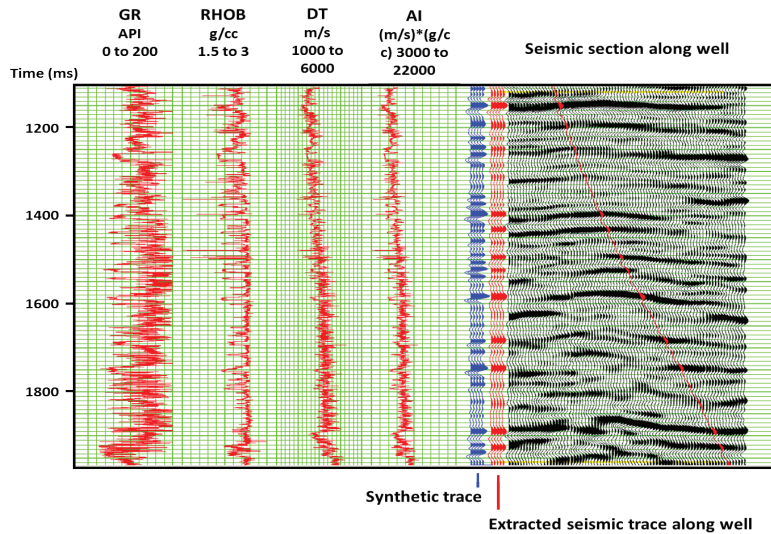 GR
API
0 to 200
RHOB
g/cc
1.5 to 3
DT
m/s
1000 to
6000
AI
(m/s)*(g/c
c) 3000 to
22000
Seismic section along well
Time (ms)
1200
1400
1600
1800
Synthetic trace
Extracted seismic trace along well